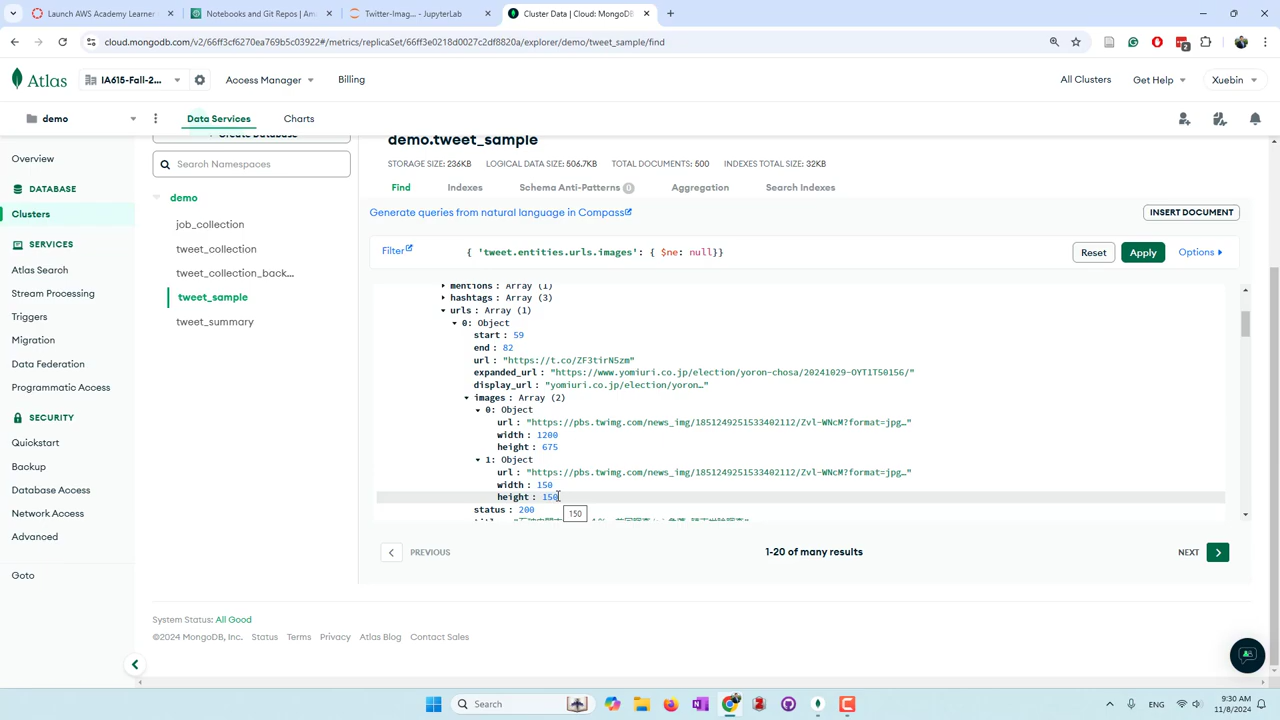 Launch AWS Academy Learner
Notebooks and Git Repos | Am
Twitter-Image.ipynb
Cluster Data | Cloud: MongoDB
cloud.mongodb.com/v2/66ff3cf6270ea769b5c03922#/metrics/replicaSet/66ff3e0218d0027c2df8820a/explorer/demo/tweet_sample/find
2
Atlas
IA615-Fall-2...
Access Manager
Billing
All Clusters
Get Help
Xuebin
demo
Data Services
Charts
Overview
DATABASE
Clusters
SERVICES
Atlas Search
Stream Processing
Triggers
Migration
Data Federation
Programmatic Access
SECURITY
Quickstart
Backup
Database Access
Network Access
Advanced
Goto
Create Database
Search Namespaces
demo
job_collection
tweet_collection
tweet_collection_back...
tweet_sample
tweet_summary
demo.tweet_sample
STORAGE SIZE: 236KB LOGICAL DATA SIZE: 506.7KB TOTAL DOCUMENTS: 500 INDEXES TOTAL SIZE: 32KB
Find Indexes Schema Anti-Patterns 0 Aggregation Search Indexes
Generate queries from natural language in Compass
INSERT DOCUMENT
Filter
{ 'tweet.entities.urls.images': { $ne: null}}
Reset
Apply
Options
mentions : Array (1)
hashtags : Array (3)
urls : Array (1)
0: Object
start : 59
end : 82
url : "https://t.co/ZF3tirN5zm"
expanded_url : "https://www.yomiuri.co.jp/election/yoron-chosa/20241029-OYT1T50156/"
display_url : "yomiuri.co.jp/election/yoron…"
images : Array (2)
0: Object
url : "https://pbs.twimg.com/news_img/1851249251533402112/Zvl-WNcM?format=jpg…"
width : 1200
height : 675
1: Object
url : "https://pbs.twimg.com/news_img/1851249251533402112/Zvl-WNcM?format=jpg…"
width : 150
height : 150
status : 200
150
PREVIOUS
1-20 of many results
NEXT
System Status: All Good
©2024 MongoDB, Inc. Status Terms Privacy Atlas Blog Contact Sales
Search
ENG
9:30 AM
11/8/2024